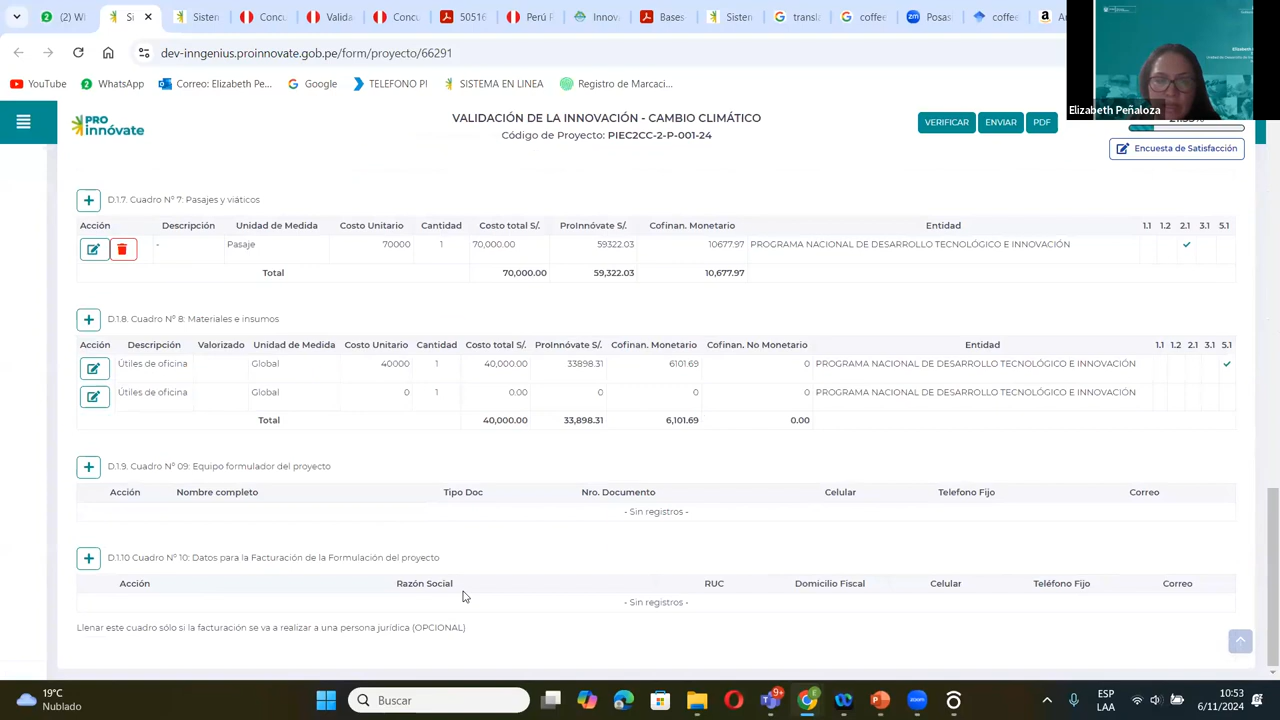 Si
Sisten
Conc
Valida
Conc
5051
Peru
Innov
Base
trans
coffe
Posas
coffe
A
dev-inngenius.proinnovate.gob.pe/form/proyecto/66291
YouTube
2 WhatsApp
Correo: Elizabeth Pe...
Google
TELEFONO PI
SISTEMA EN LINEA
Registro de Marcaci...
Elizabeth Peñaloza
PRO innóvate
VALIDACIÓN DE LA INNOVACIÓN - CAMBIO CLIMÁTICO
Código de Proyecto: PIEC2CC-2-P-001-24
VERIFICAR ENVIAR PDF
Encuesta de Satisfacción
D.1.7. Cuadro N° 7: Pasajes y viáticos
Acción Descripción Unidad de Medida Costo Unitario Cantidad Costo total S/. ProInnóvate S/. Cofinan. Monetario Entidad 1.1 1.2 2.1 3.1 5.1
- Pasaje 70000 1 70,000.00 59322.03 10677.97 PROGRAMA NACIONAL DE DESARROLLO TECNOLÓGICO E INNOVACIÓN ✓
Total 70,000.00 59,322.03 10,677.97
D.1.8. Cuadro N° 8: Materiales e insumos
Acción Descripción Valorizado Unidad de Medida Costo Unitario Cantidad Costo total S/. ProInnóvate S/. Cofinan. Monetario Cofinan. No Monetario Entidad 1.1 1.2 2.1 3.1 5.1
Útiles de oficina Global 40000 1 40,000.00 33898.31 6101.69 0 PROGRAMA NACIONAL DE DESARROLLO TECNOLÓGICO E INNOVACIÓN ✓
Útiles de oficina Global 0 1 0.00 0 0 0 PROGRAMA NACIONAL DE DESARROLLO TECNOLÓGICO E INNOVACIÓN
Total 40,000.00 33,898.31 6,101.69 0.00
D.1.9. Cuadro N° 09: Equipo formulador del proyecto
Acción Nombre completo Tipo Doc Nro. Documento Celular Telefono Fijo Correo
- Sin registros -
D.1.10 Cuadro N° 10: Datos para la Facturación de la Formulación del proyecto
Acción Razón Social RUC Domicilio Fiscal Celular Teléfono Fijo Correo
- Sin registros -
Llenar este cuadro sólo si la facturación se va a realizar a una persona jurídica (OPCIONAL)
19°C
Nublado
Buscar
9+
ESP
LAA
10:53
6/11/2024